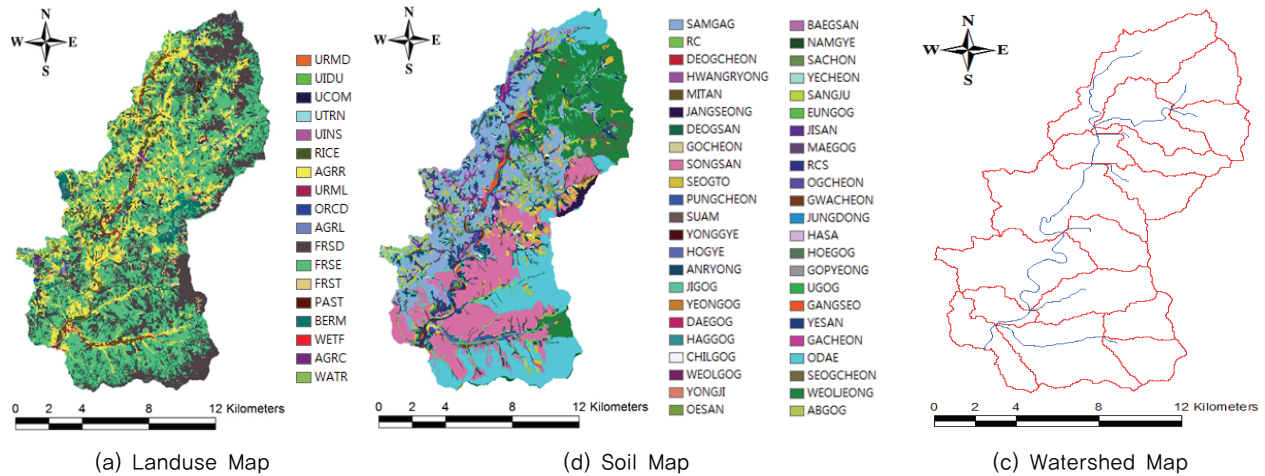 N
W E
S
URMD
UIDU
UCOM
UTRN
UINS
RICE
AGRR
URML
ORCD
AGRL
FRSD
FRSE
FRST
PAST
BERM
WETF
AGRC
WATR
0 2 4 8 12 Kilometers
(a) Landuse Map
N
W E
S
SAMGAG
RC
DEOGCHEON
HWANGRYONG
MITAN
JANGSEONG
DEOGSAN
GOCHEON
SONGSAN
SEOGTO
PUNGCHEON
SUAM
YONGGYE
HOGYE
ANRYONG
JIGOG
YEONGOG
DAEGOG
HAGGOG
CHILGOG
WEOLGOG
YONGJI
OESAN
BAEGSAN
NAMGYE
SACHON
YECHEON
SANGJU
EUNGOG
JISAN
MAEGOG
RCS
OGCHEON
GWACHEON
JUNGDONG
HASA
HOEGOG
GOPYEONG
UGOG
GANGSEO
YESAN
GACHEON
ODAE
SEOGCHEON
WEOLJEONG
ABGOG
0 2 4 8 12 Kilometers
(d) Soil Map
N
W E
S
0 2 4 8 12 Kilometers
(c) Watershed Map